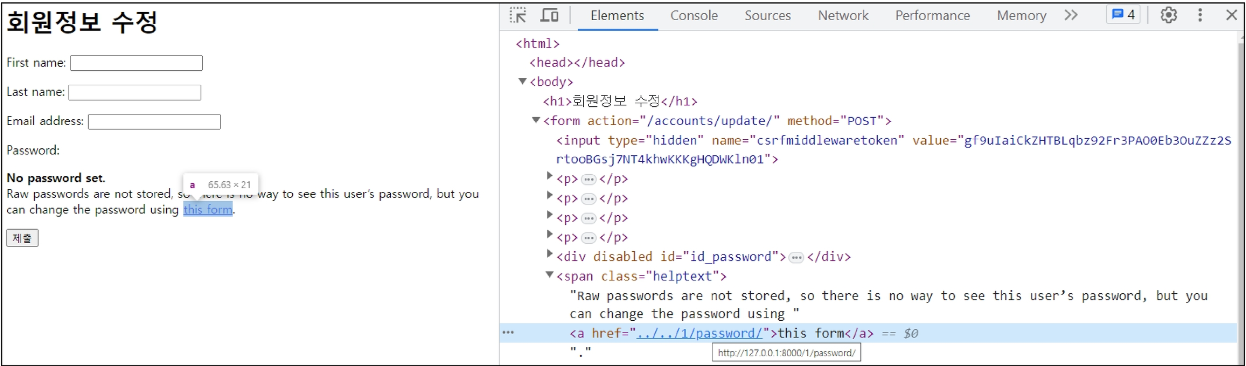 회원정보 수정
First name:
Last name:
Email address:
Password:
No password set.
a 65.63 × 21
Raw passwords are not stored, so there is no way to see this user's password, but you
can change the password using this form.
제출
Elements Console Sources Network Performance Memory 4
<html>
<head></head>
<body>
<h1>회원정보 수정</h1>
<form action="/accounts/update/" method="POST">
<input type="hidden" name="csrfmiddlewaretoken" value="gf9uIaiCkZHTBLqbz92Fr3PAO0Eb3OuZZz2S
rtooBGsj7NT4khwKKKgHQDWKln01">
<p>…</p>
<p>…</p>
<p>…</p>
<p>…</p>
<div disabled id="id_password">…</div>
<span class="helptext">
"Raw passwords are not stored, so there is no way to see this user’s password, but you
can change the password using "
<a href="../../1/password/">this form</a> == $0
"."
http://127.0.0.1:8000/1/password/